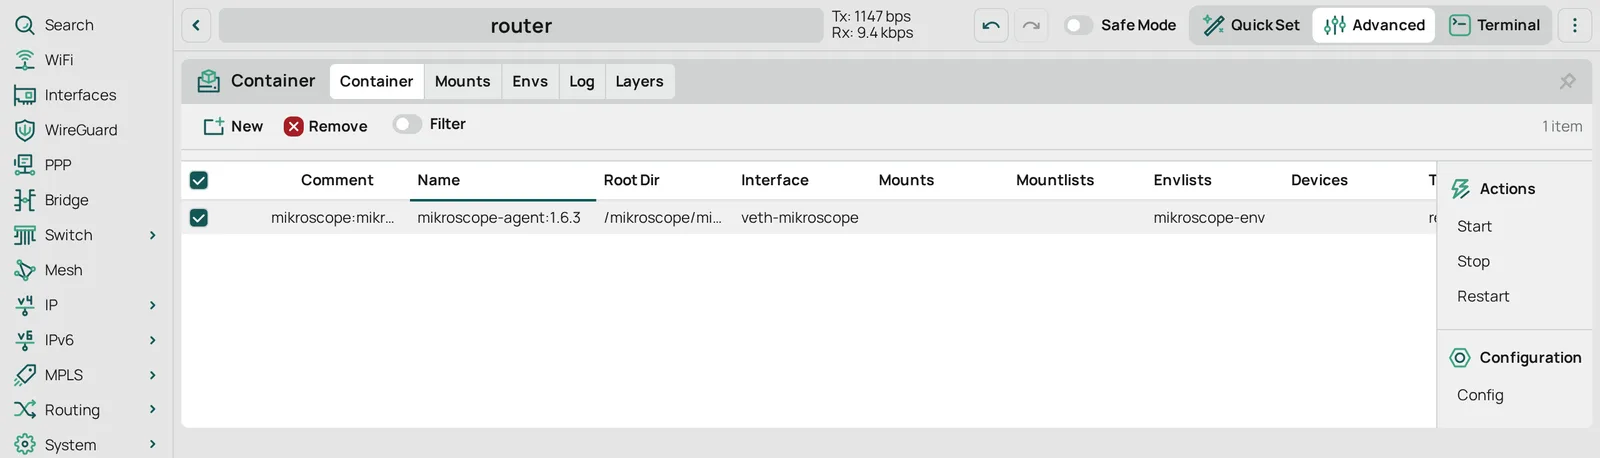 Search
WiFi
Interfaces
WireGuard
PPP
Bridge
Switch
Mesh
v4 IP
v6 IPv6
MPLS
Routing
System
router
Tx: 1147 bps
Rx: 9.4 kbps
Safe Mode
Quick Set
Advanced
Terminal
Container
Container Mounts Envs Log Layers
New Remove Filter
1 item
Comment Name Root Dir Interface Mounts Mountlists Envlists Devices T
mikroscope:mikr... mikroscope-agent:1.6.3 /mikroscope/mi... veth-mikroscope mikroscope-env re
Actions
Start
Stop
Restart
Configuration
Config